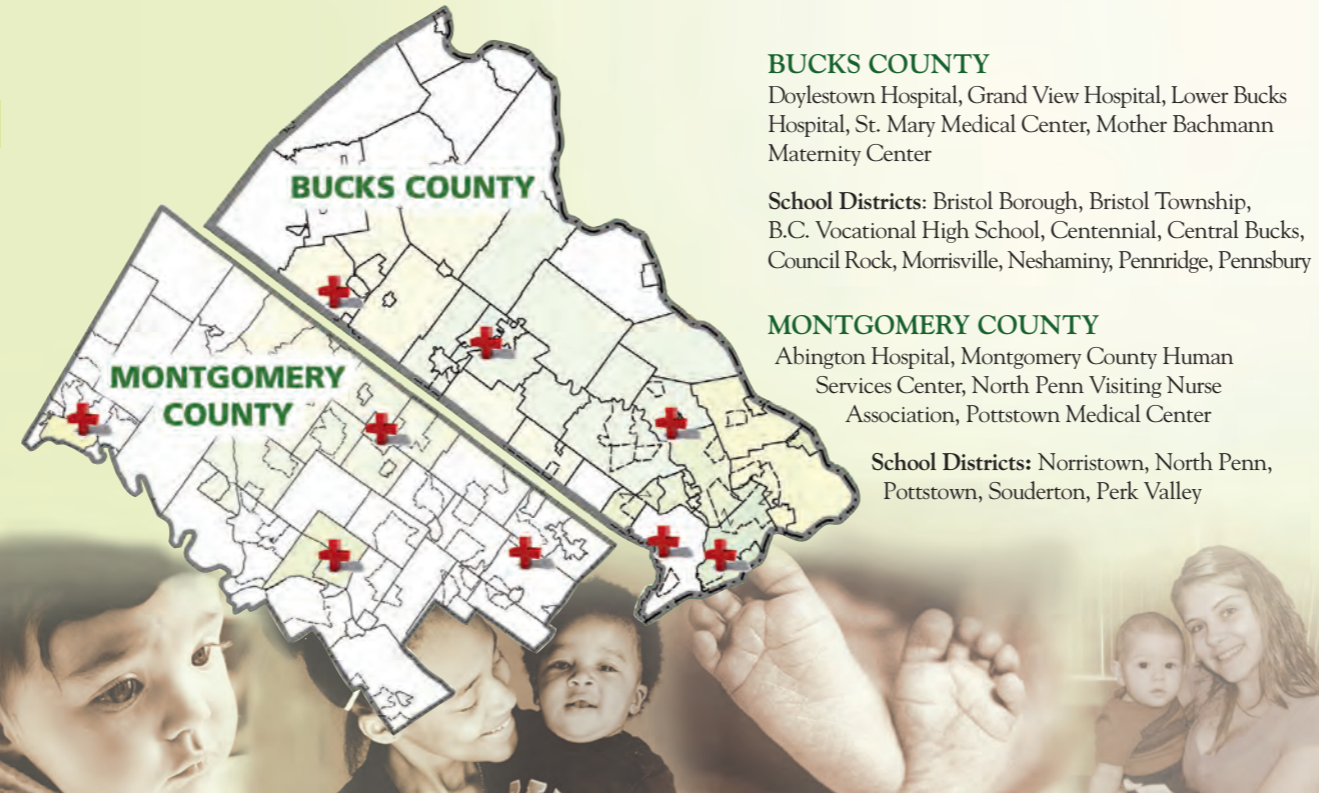 BUCKS COUNTY
MONTGOMERY
COUNTY
BUCKS COUNTY
Doylestown Hospital, Grand View Hospital, Lower Bucks
Hospital, St. Mary Medical Center, Mother Bachmann
Maternity Center
School Districts: Bristol Borough, Bristol Township,
B.C. Vocational High School, Centennial, Central Bucks,
Council Rock, Morrisville, Neshaminy, Pennridge, Pennsbury
MONTGOMERY COUNTY
Abington Hospital, Montgomery County Human
Services Center, North Penn Visiting Nurse
Association, Pottstown Medical Center
School Districts: Norristown, North Penn,
Pottstown, Souderton, Perk Valley